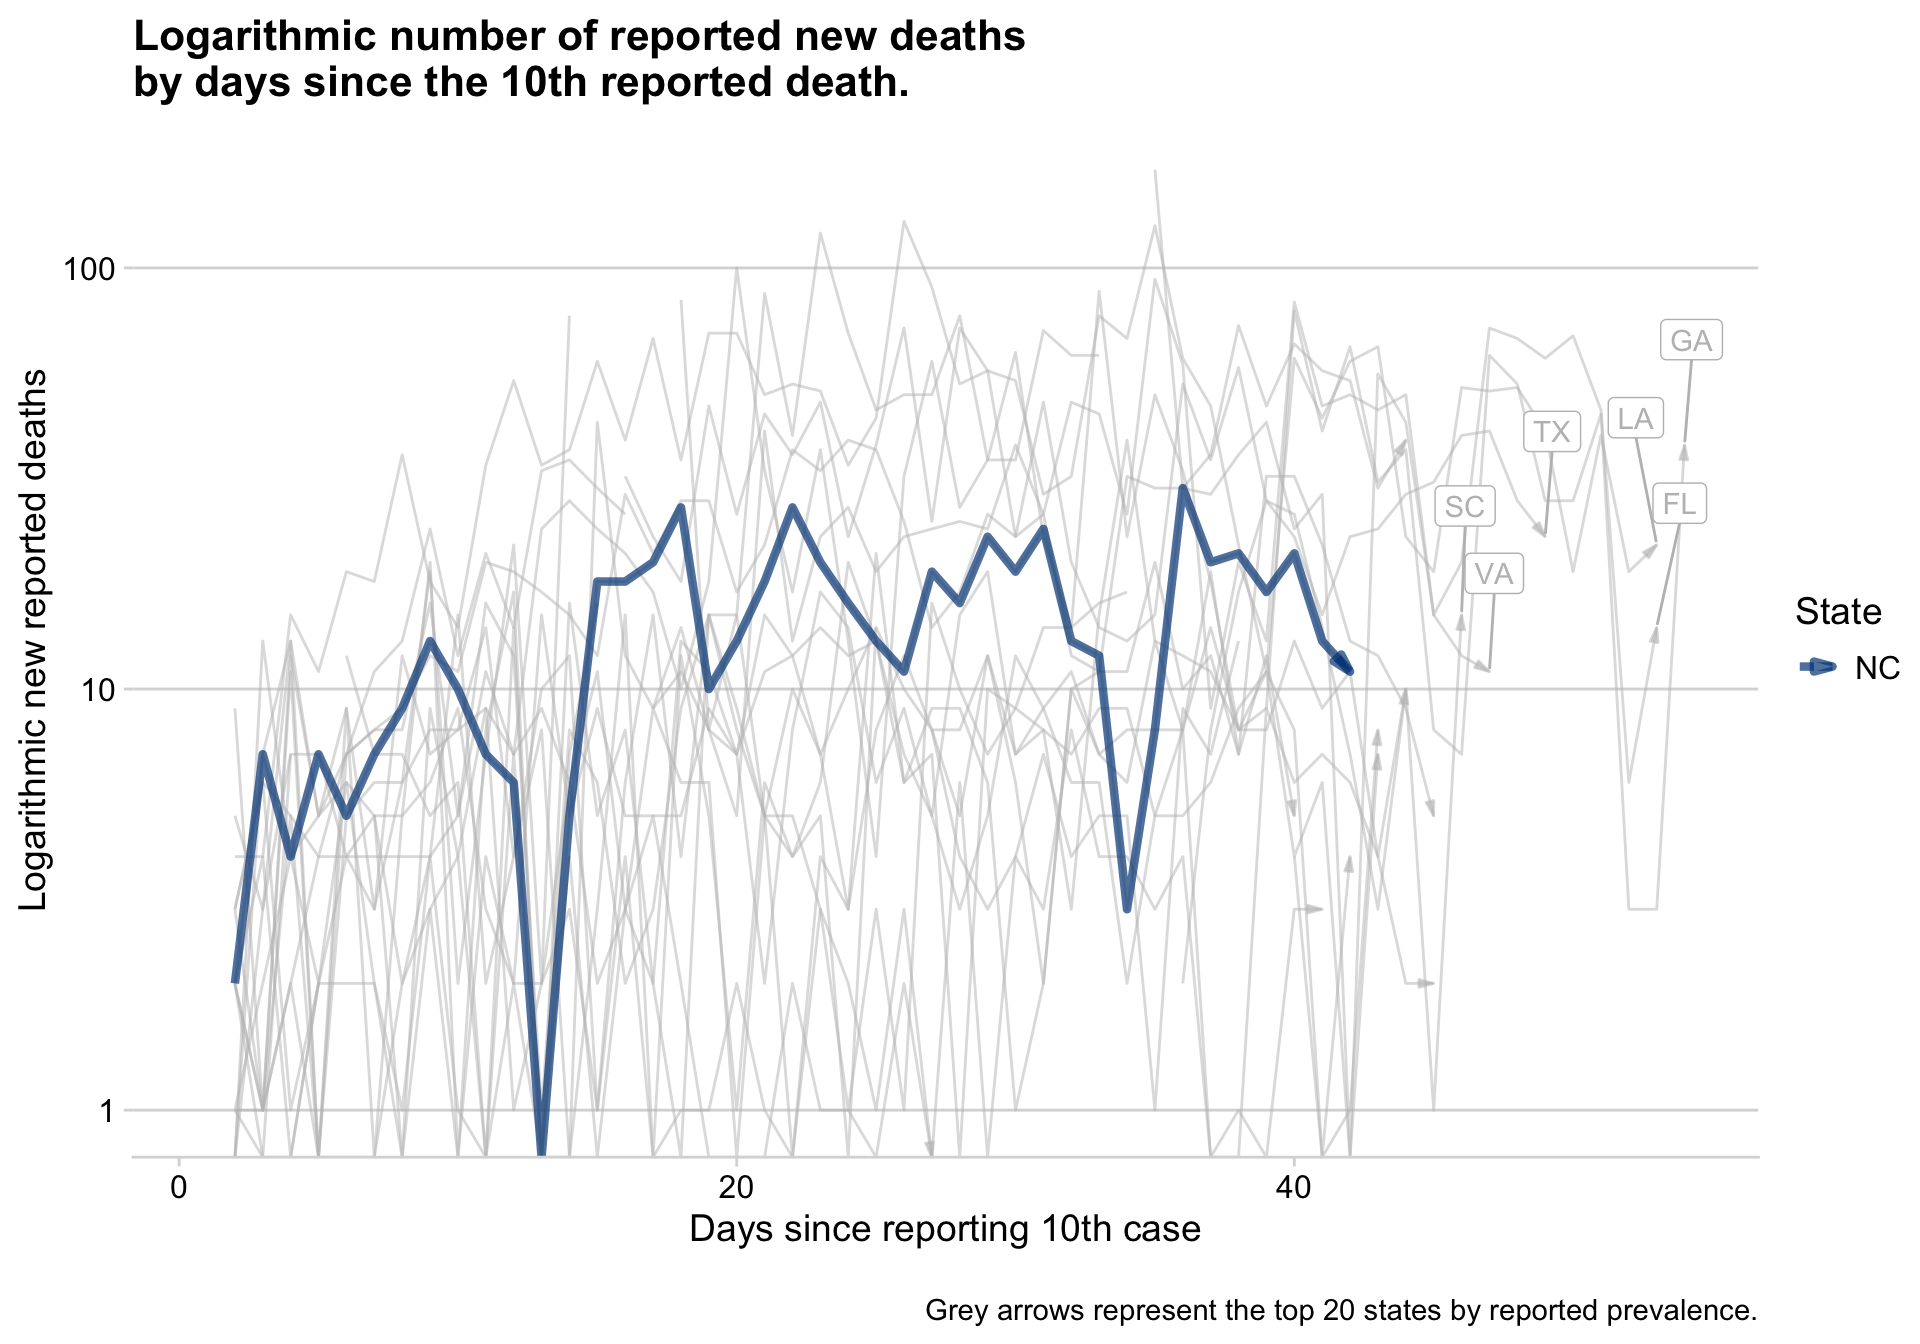 Logarithmic number of reported new deaths
by days since the 10th reported death.
Logarithmic new reported deaths
100
10
1
GA
LA
TX
FL
SC
VA
State
NC
0 20 40
Days since reporting 10th case
Grey arrows represent the top 20 states by reported prevalence.